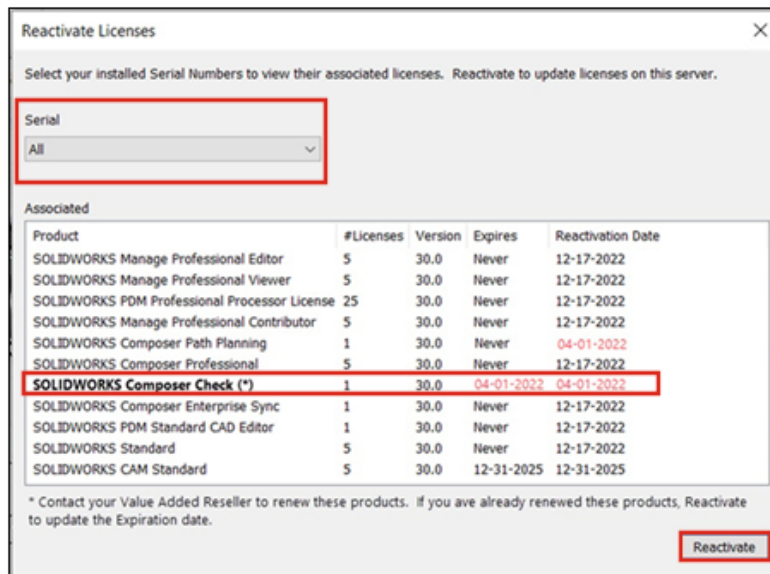 Reactivate Licenses
Select your installed Serial Numbers to view their associated licenses. Reactivate to update licenses on this server.
Serial
All
Associated
Product #Licenses Version Expires Reactivation Date
SOLIDWORKS Manage Professional Editor 5 30.0 Never 12-17-2022
SOLIDWORKS Manage Professional Viewer 5 30.0 Never 12-17-2022
SOLIDWORKS PDM Professional Processor License 25 30.0 Never 12-17-2022
SOLIDWORKS Manage Professional Contributor 5 30.0 Never 12-17-2022
SOLIDWORKS Composer Path Planning 1 30.0 Never 04-01-2022
SOLIDWORKS Composer Professional 5 30.0 Never 12-17-2022
SOLIDWORKS Composer Check (*) 1 30.0 04-01-2022 04-01-2022
SOLIDWORKS Composer Enterprise Sync 1 30.0 Never 12-17-2022
SOLIDWORKS PDM Standard CAD Editor 1 30.0 Never 12-17-2022
SOLIDWORKS Standard 5 30.0 Never 12-17-2022
SOLIDWORKS CAM Standard 5 30.0 12-31-2025 12-31-2025
* Contact your Value Added Reseller to renew these products. If you ave already renewed these products, Reactivate
to update the Expiration date.
Reactivate